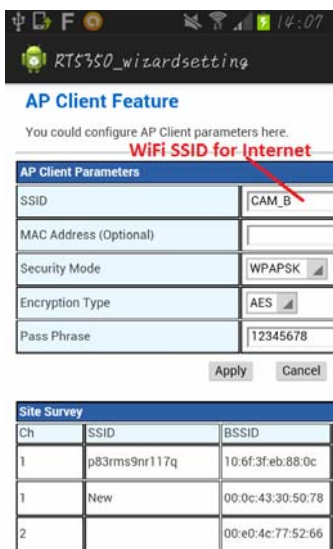 F 14:07
RT5350_wizardsetting
AP Client Feature
You could configure AP Client parameters here.
WiFi SSID for Internet
AP Client Parameters
SSID CAM_B
MAC Address (Optional)
Security Mode WPAPSK
Encryption Type AES
Pass Phrase 12345678
Apply Cancel
Site Survey
Ch SSID BSSID
1 p83rms9nr117q 10:6f:3f:eb:88:0c
1 New 00:0c:43:30:50:78
2 00:e0:4c:77:52:66